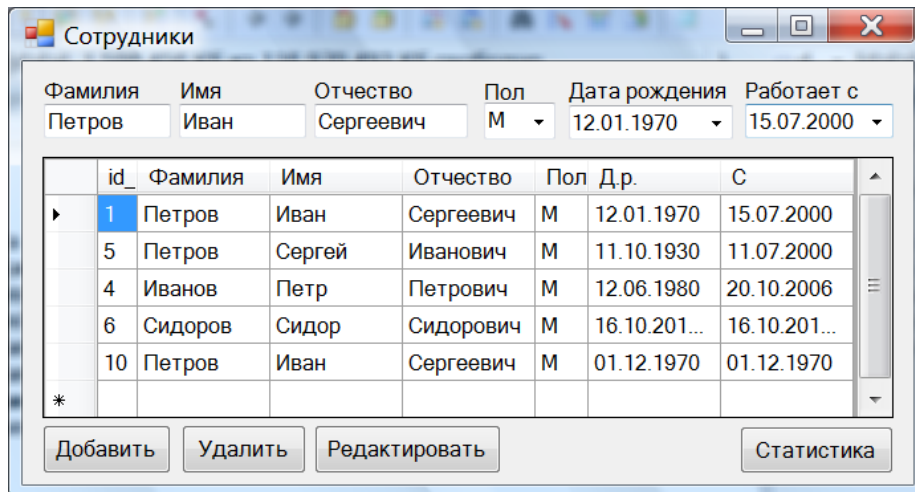 Сотрудники
Фамилия Имя Отчество Пол Дата рождения Работает с
Петров Иван Сергеевич М 12.01.1970 15.07.2000
id_ Фамилия Имя Отчество Пол Д.р. С
1 Петров Иван Сергеевич М 12.01.1970 15.07.2000
5 Петров Сергей Иванович М 11.10.1930 11.07.2000
4 Иванов Петр Петрович М 12.06.1980 20.10.2006
6 Сидоров Сидор Сидорович М 16.10.201... 16.10.201...
10 Петров Иван Сергеевич М 01.12.1970 01.12.1970
Добавить Удалить Редактировать Статистика